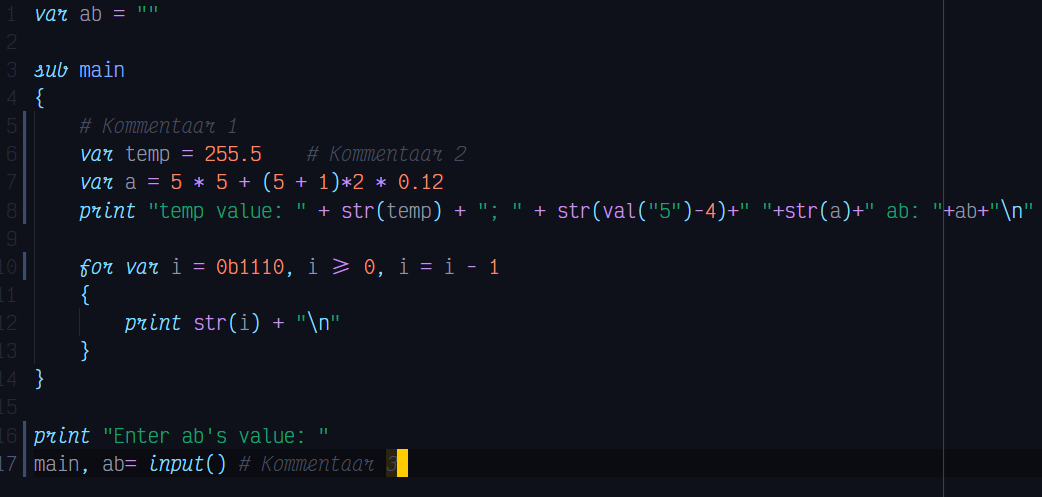 1 var ab = ""
2
3 sub main
4 {
5 # Kommentaar 1
6 var temp = 255.5 # Kommentaar 2
7 var a = 5 * 5 + (5 + 1)*2 * 0.12
8 print "temp value: " + str(temp) + "; " + str(val("5")-4)+" "+str(a)+" ab: "+ab+"\n"
9
10 for var i = 0b1110, i ⩾ 0, i = i - 1
11 {
12 print str(i) + "\n"
13 }
14 }
15
16 print "Enter ab's value: "
17 main, ab= input() # Kommentaar 3